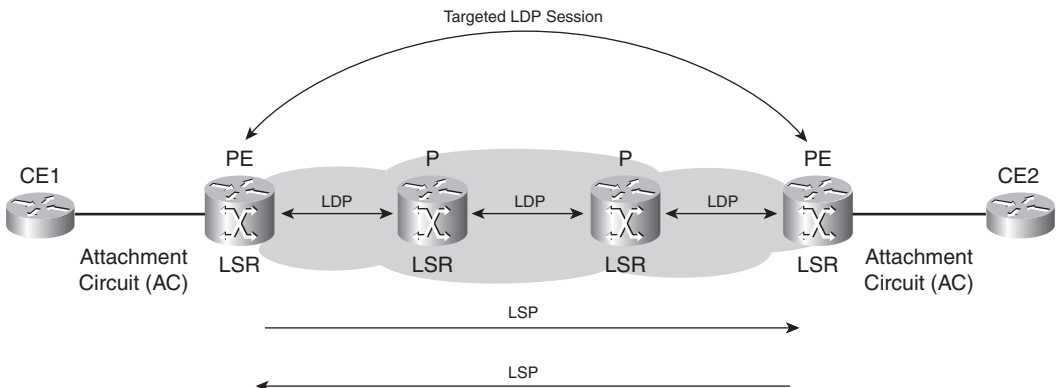 Targeted LDP Session
PE
P
P
PE
CE1
CE2
LDP
LDP
LDP
Attachment
Circuit (AC)
LSR
LSR
LSR
LSR
Attachment
Circuit (AC)
LSP
LSP